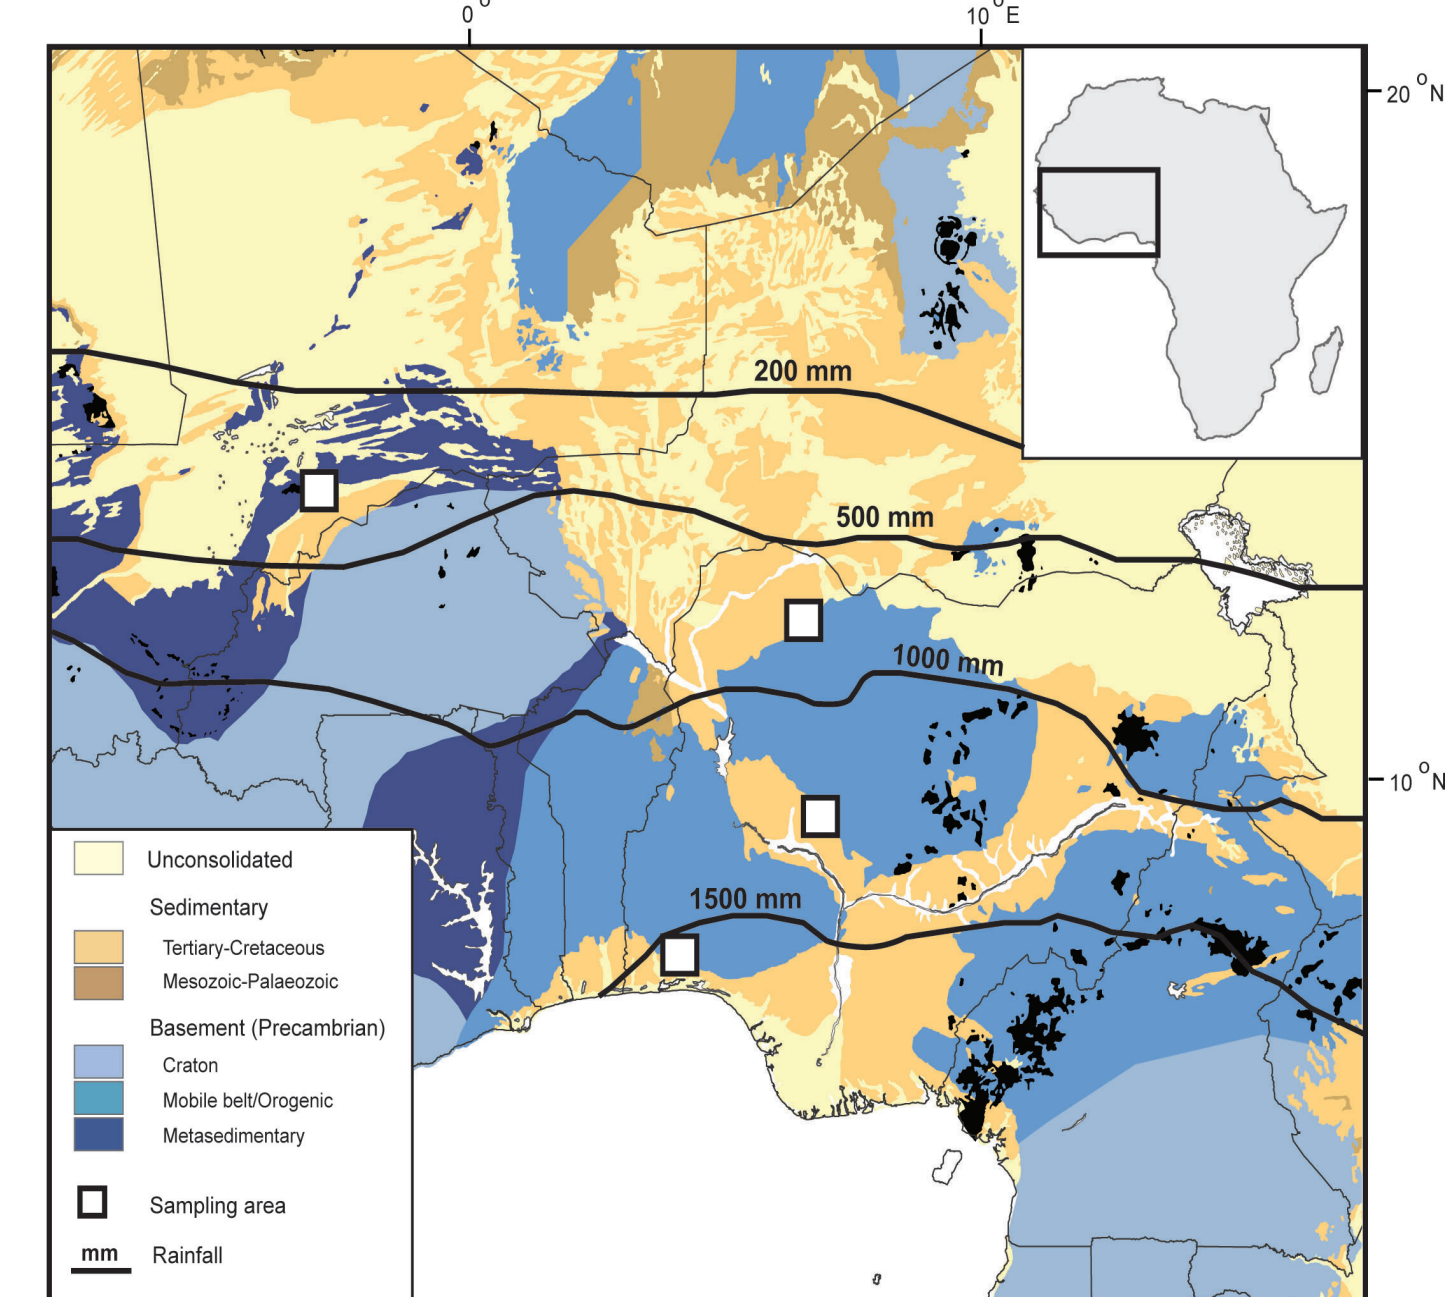 0 o
10 o E
20 o N
200 mm
500 mm
1000 mm
10 o N
1500 mm
Unconsolidated
Sedimentary
Tertiary-Cretaceous
Mesozoic-Palaeozoic
Basement (Precambrian)
Craton
Mobile belt/Orogenic
Metasedimentary
Sampling area
mm Rainfall